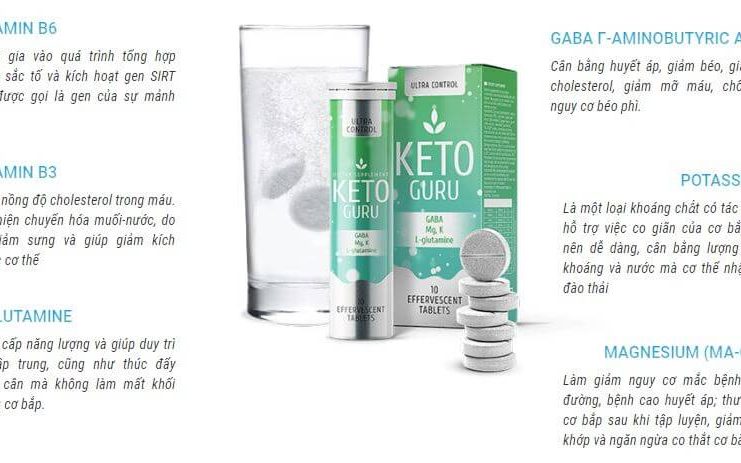 AMIN B6
gia vào quá trình tổng hợp
sắc tố và kích hoạt gen SIRT
được gọi là gen của sự mảnh
AMIN B3
nồng độ cholesterol trong máu.
hiện chuyển hóa muối-nước, do
iảm sưng và giúp giảm kích
cơ thể
LUTAMINE
cấp năng lượng và giúp duy trì
ập trung, cũng như thúc đẩy
cân mà không làm mất khối
cơ bắp.
ULTRA
CONTROL
KETO
GURU
GABA
Mg, K
L-glutamine
10
EFFERVESCENT
TABLETS
ULTRA CONTROL
KETO
GURU
GABA
Mg, K
L-glutamine
10
EFFERVESCENT
TABLETS
GABA Γ-AMINOBUTYRIC A
Cân bằng huyết áp, giảm béo, giả
cholesterol, giảm mỡ máu, chố
nguy cơ béo phì.
POTASS
Là một loại khoáng chất có tác
hỗ trợ việc co giãn của cơ bắ
nên dễ dàng, cân bằng lượng
khoáng và nước mà cơ thể nhậ
đào thải
MAGNESIUM (MA-
Làm giảm nguy cơ mắc bệnh
đường, bệnh cao huyết áp; thư
cơ bắp sau khi tập luyện, giảm
khớp và ngăn ngừa co thắt cơ bắ